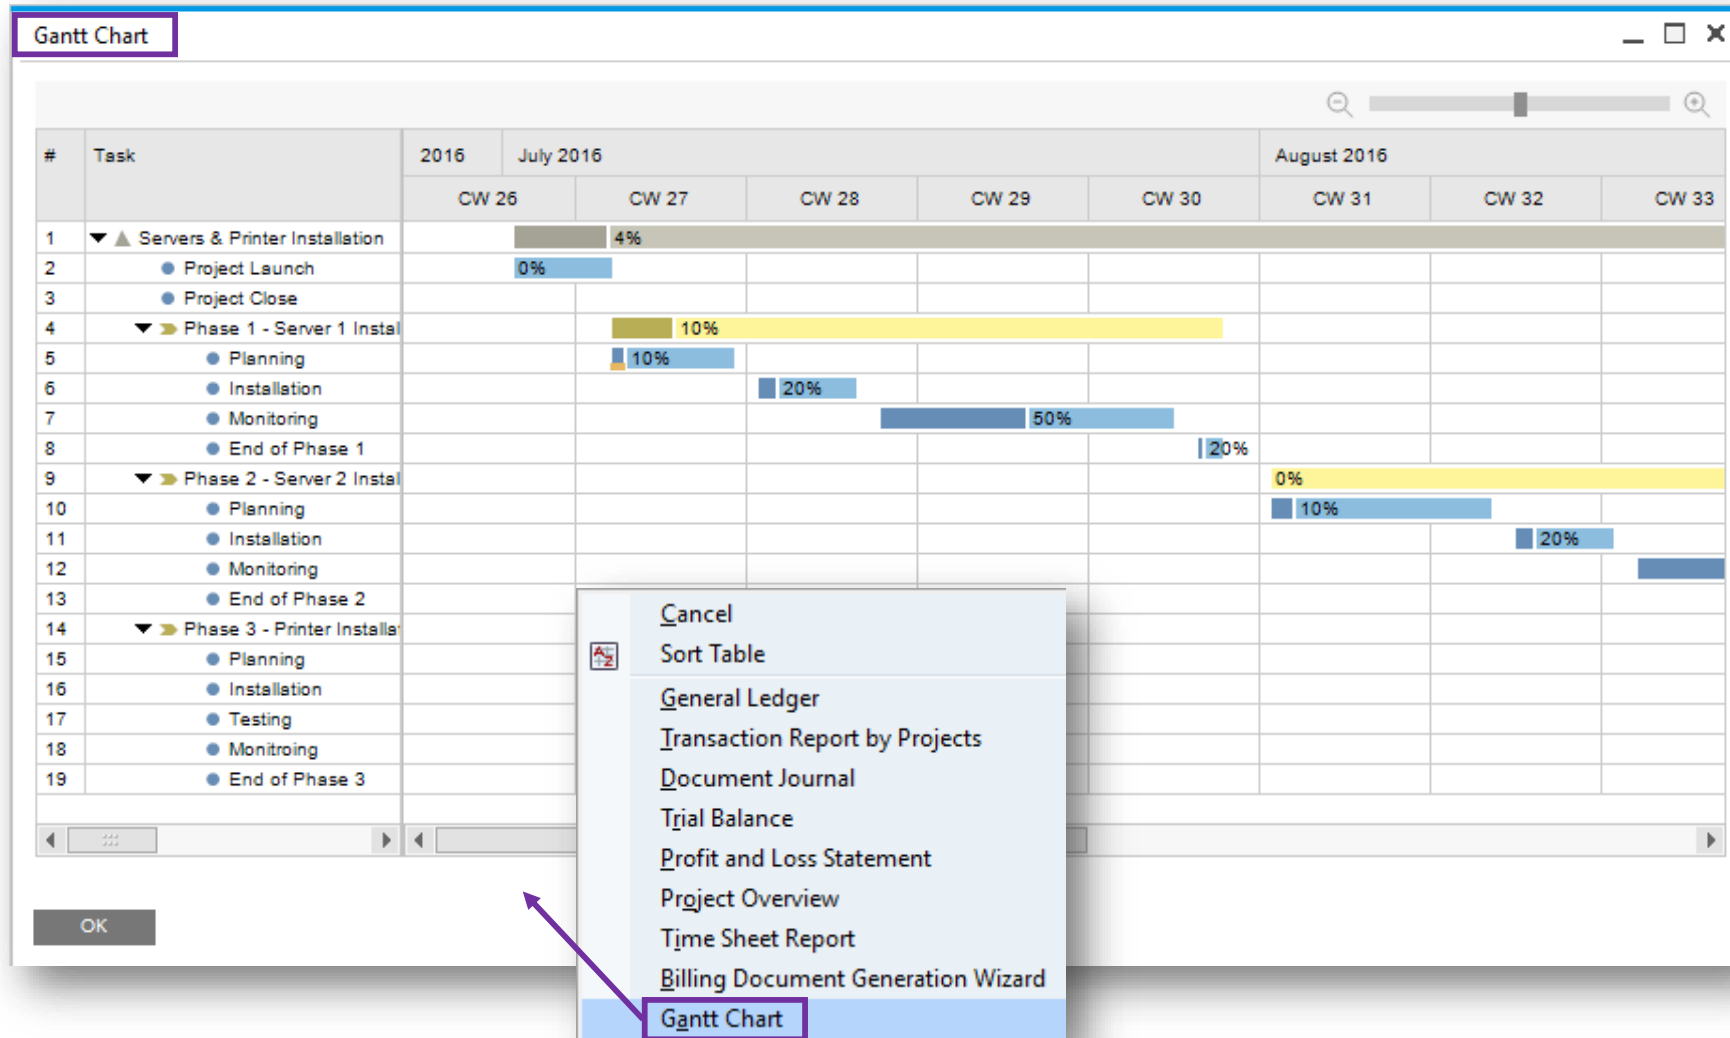 Gantt Chart
# Task 2016 July 2016 August 2016
CW 26 CW 27 CW 28 CW 29 CW 30 CW 31 CW 32 CW 33
1 Servers & Printer Installation 4%
2 Project Launch 0%
3 Project Close
4 Phase 1 - Server 1 Instal 10%
5 Planning 10%
6 Installation 20%
7 Monitoring 50%
8 End of Phase 1 20%
9 Phase 2 - Server 2 Instal 0%
10 Planning 10%
11 Installation 20%
12 Monitoring
13 End of Phase 2
14 Phase 3 - Printer Installa
15 Planning
16 Installation
17 Testing
18 Monitroing
19 End of Phase 3
OK
Cancel
Sort Table
General Ledger
Transaction Report by Projects
Document Journal
Trial Balance
Profit and Loss Statement
Project Overview
Time Sheet Report
Billing Document Generation Wizard
Gantt Chart